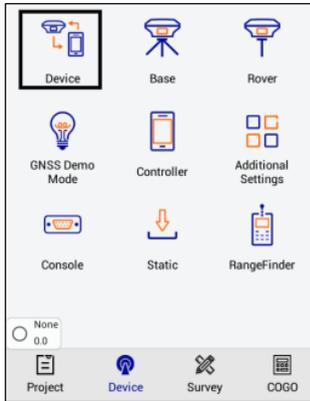 Device
Base
Rover
GNSS Demo
Mode
Controller
Additional
Settings
Console
Static
RangeFinder
None
0.0
Project
Device
Survey
COGO